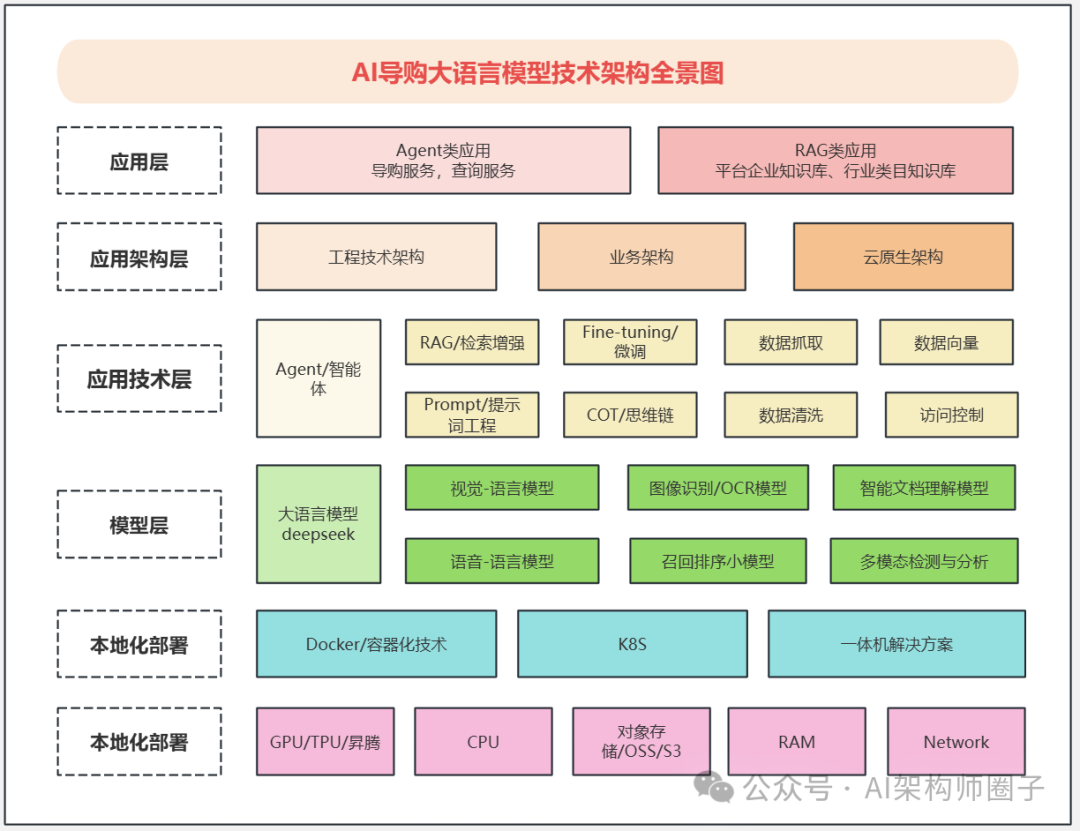 AI导购大语言模型技术架构全景图
应用层
Agent类应用
导购服务，查询服务
RAG类应用
平台企业知识库、行业类目知识库
应用架构层
工程技术架构
业务架构
云原生架构
应用技术层
Agent/智能
体
RAG/检索增强
Fine-tuning/
微调
数据抓取
数据向量
Prompt/提示
词工程
COT/思维链
数据清洗
访问控制
模型层
大语言模型
deepseek
视觉-语言模型
图像识别/OCR模型
智能文档理解模型
语音-语言模型
召回排序小模型
多模态检测与分析
本地化部署
Docker/容器化技术
K8S
一体机解决方案
本地化部署
GPU/TPU/昇腾
CPU
对象存
储/OSS/S3
RAM
Network
公众号 · AI架构师圈子